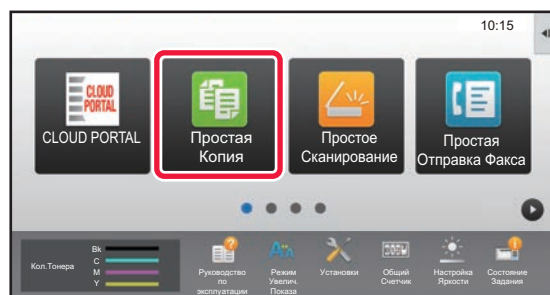 10:15
CLOUD
PORTAL
CLOUD PORTAL
Простая
Копия
Простое
Сканирование
Простая
Отправка Факса
Кол.Тонера
Bk
C
M
Y
Руководство
по
эксплуатации
Режим
Увелич.
Показа
Установки
Общий
Счетчик
Настройка
Яркости
Состояние
Задания